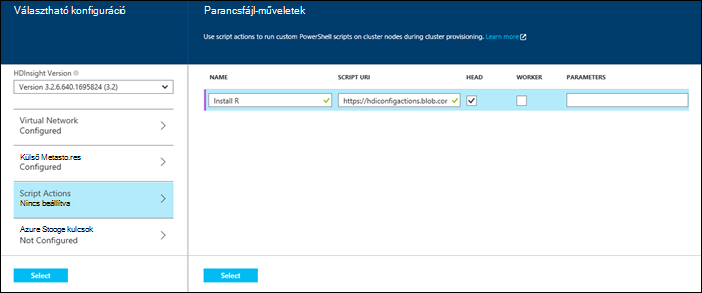 Választható konfiguráció
Parancsfájl-műveletek
Use script actions to run custom PowerShell scripts on cluster nodes during cluster provisioning. Learn more
HDInsight Version
Version 3.2.6.640.1695824 (3.2)
NAME SCRIPT URI HEAD WORKER PARAMETERS
Install R https://hdiconfigactions.blob.cor
Virtual Network
Configured
Külső Metasto.res
Configured
Script Actions
Nincs beállítva
Azure Stooge kulcsok
Not Configured
Select Select